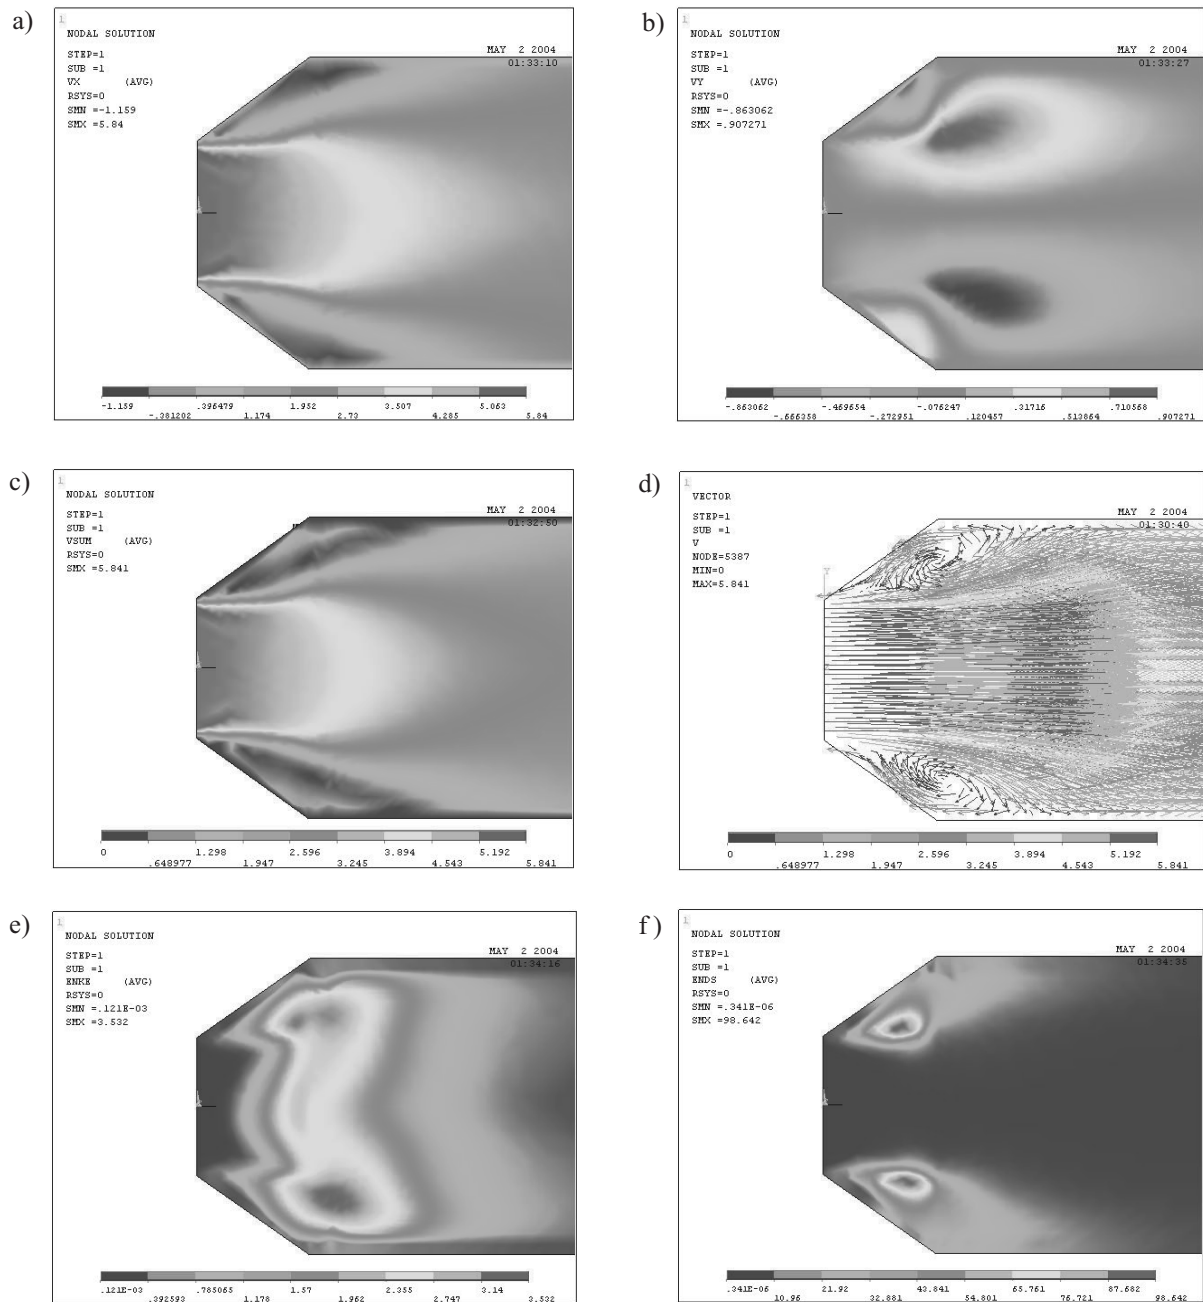 a)
1
NODAL SOLUTION
STEP=1
SUB =1
VX (AVG)
RSYS=0
SMN =-1.159
SMX =5.84
MAY 2 2004
01:33:10
-1.159 .396479 1.952 3.507 5.063
-.381202 1.174 2.73 4.285 5.84
b)
1
NODAL SOLUTION
STEP=1
SUB =1
VY (AVG)
RSYS=0
SMN =-.863062
SMX =.907271
MAY 2 2004
01:33:27
-.863062 -.469654 -.076247 .31716 .710568
-.666358 -.272951 .120457 .513864 .907271
c)
1
NODAL SOLUTION
STEP=1
SUB =1
VSUM (AVG)
RSYS=0
SMX =5.841
MAY 2 2004
01:32:50
0 1.298 2.596 3.894 5.192
.648977 1.947 3.245 4.543 5.841
d)
1
VECTOR
STEP=1
SUB =1
V
NODE=5387
MIN=0
MAX=5.841
MAY 2 2004
01:30:40
0 1.298 2.596 3.894 5.192
.648977 1.947 3.245 4.543 5.841
e)
1
NODAL SOLUTION
STEP=1
SUB =1
ENKE (AVG)
RSYS=0
SMN =.121E-03
SMX =3.532
MAY 2 2004
01:34:16
.121E-03 .785065 1.57 2.355 3.14
.392593 1.178 1.962 2.747 3.532
f)
1
NODAL SOLUTION
STEP=1
SUB =1
ENDS (AVG)
RSYS=0
SMN =.341E-06
SMX =98.642
MAY 2 2004
01:34:35
.341E-06 21.92 43.841 65.761 87.682
10.96 32.881 54.801 76.721 98.642